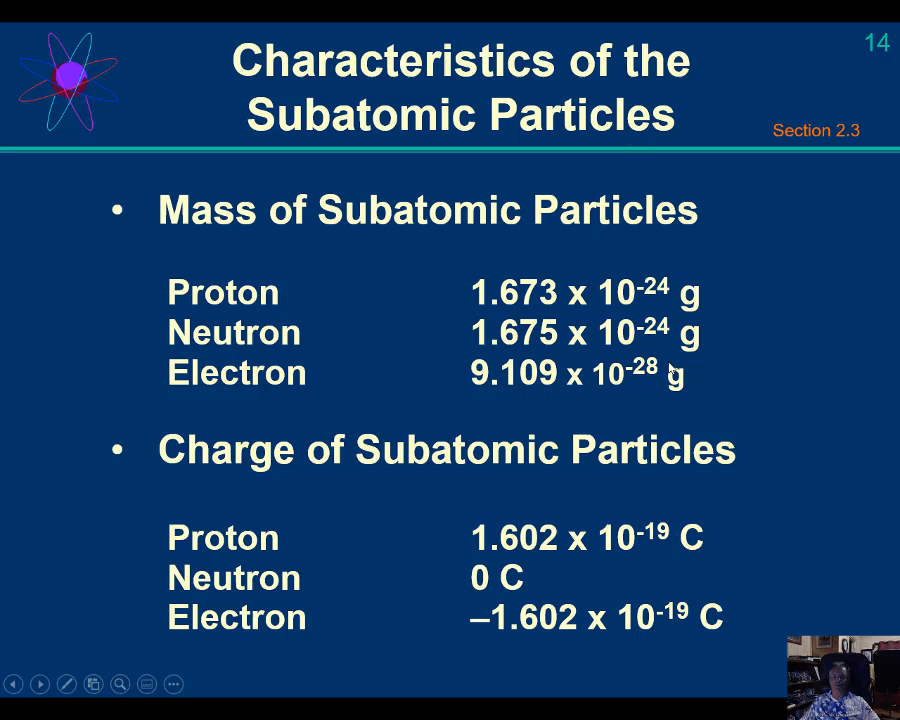 14
Characteristics of the
Subatomic Particles
Section 2.3
• Mass of Subatomic Particles
Proton 1.673 x 10⁻²⁴ g
Neutron 1.675 x 10⁻²⁴ g
Electron 9.109 x 10⁻²⁸ g
• Charge of Subatomic Particles
Proton 1.602 x 10⁻¹⁹ C
Neutron 0 C
Electron –1.602 x 10⁻¹⁹ C